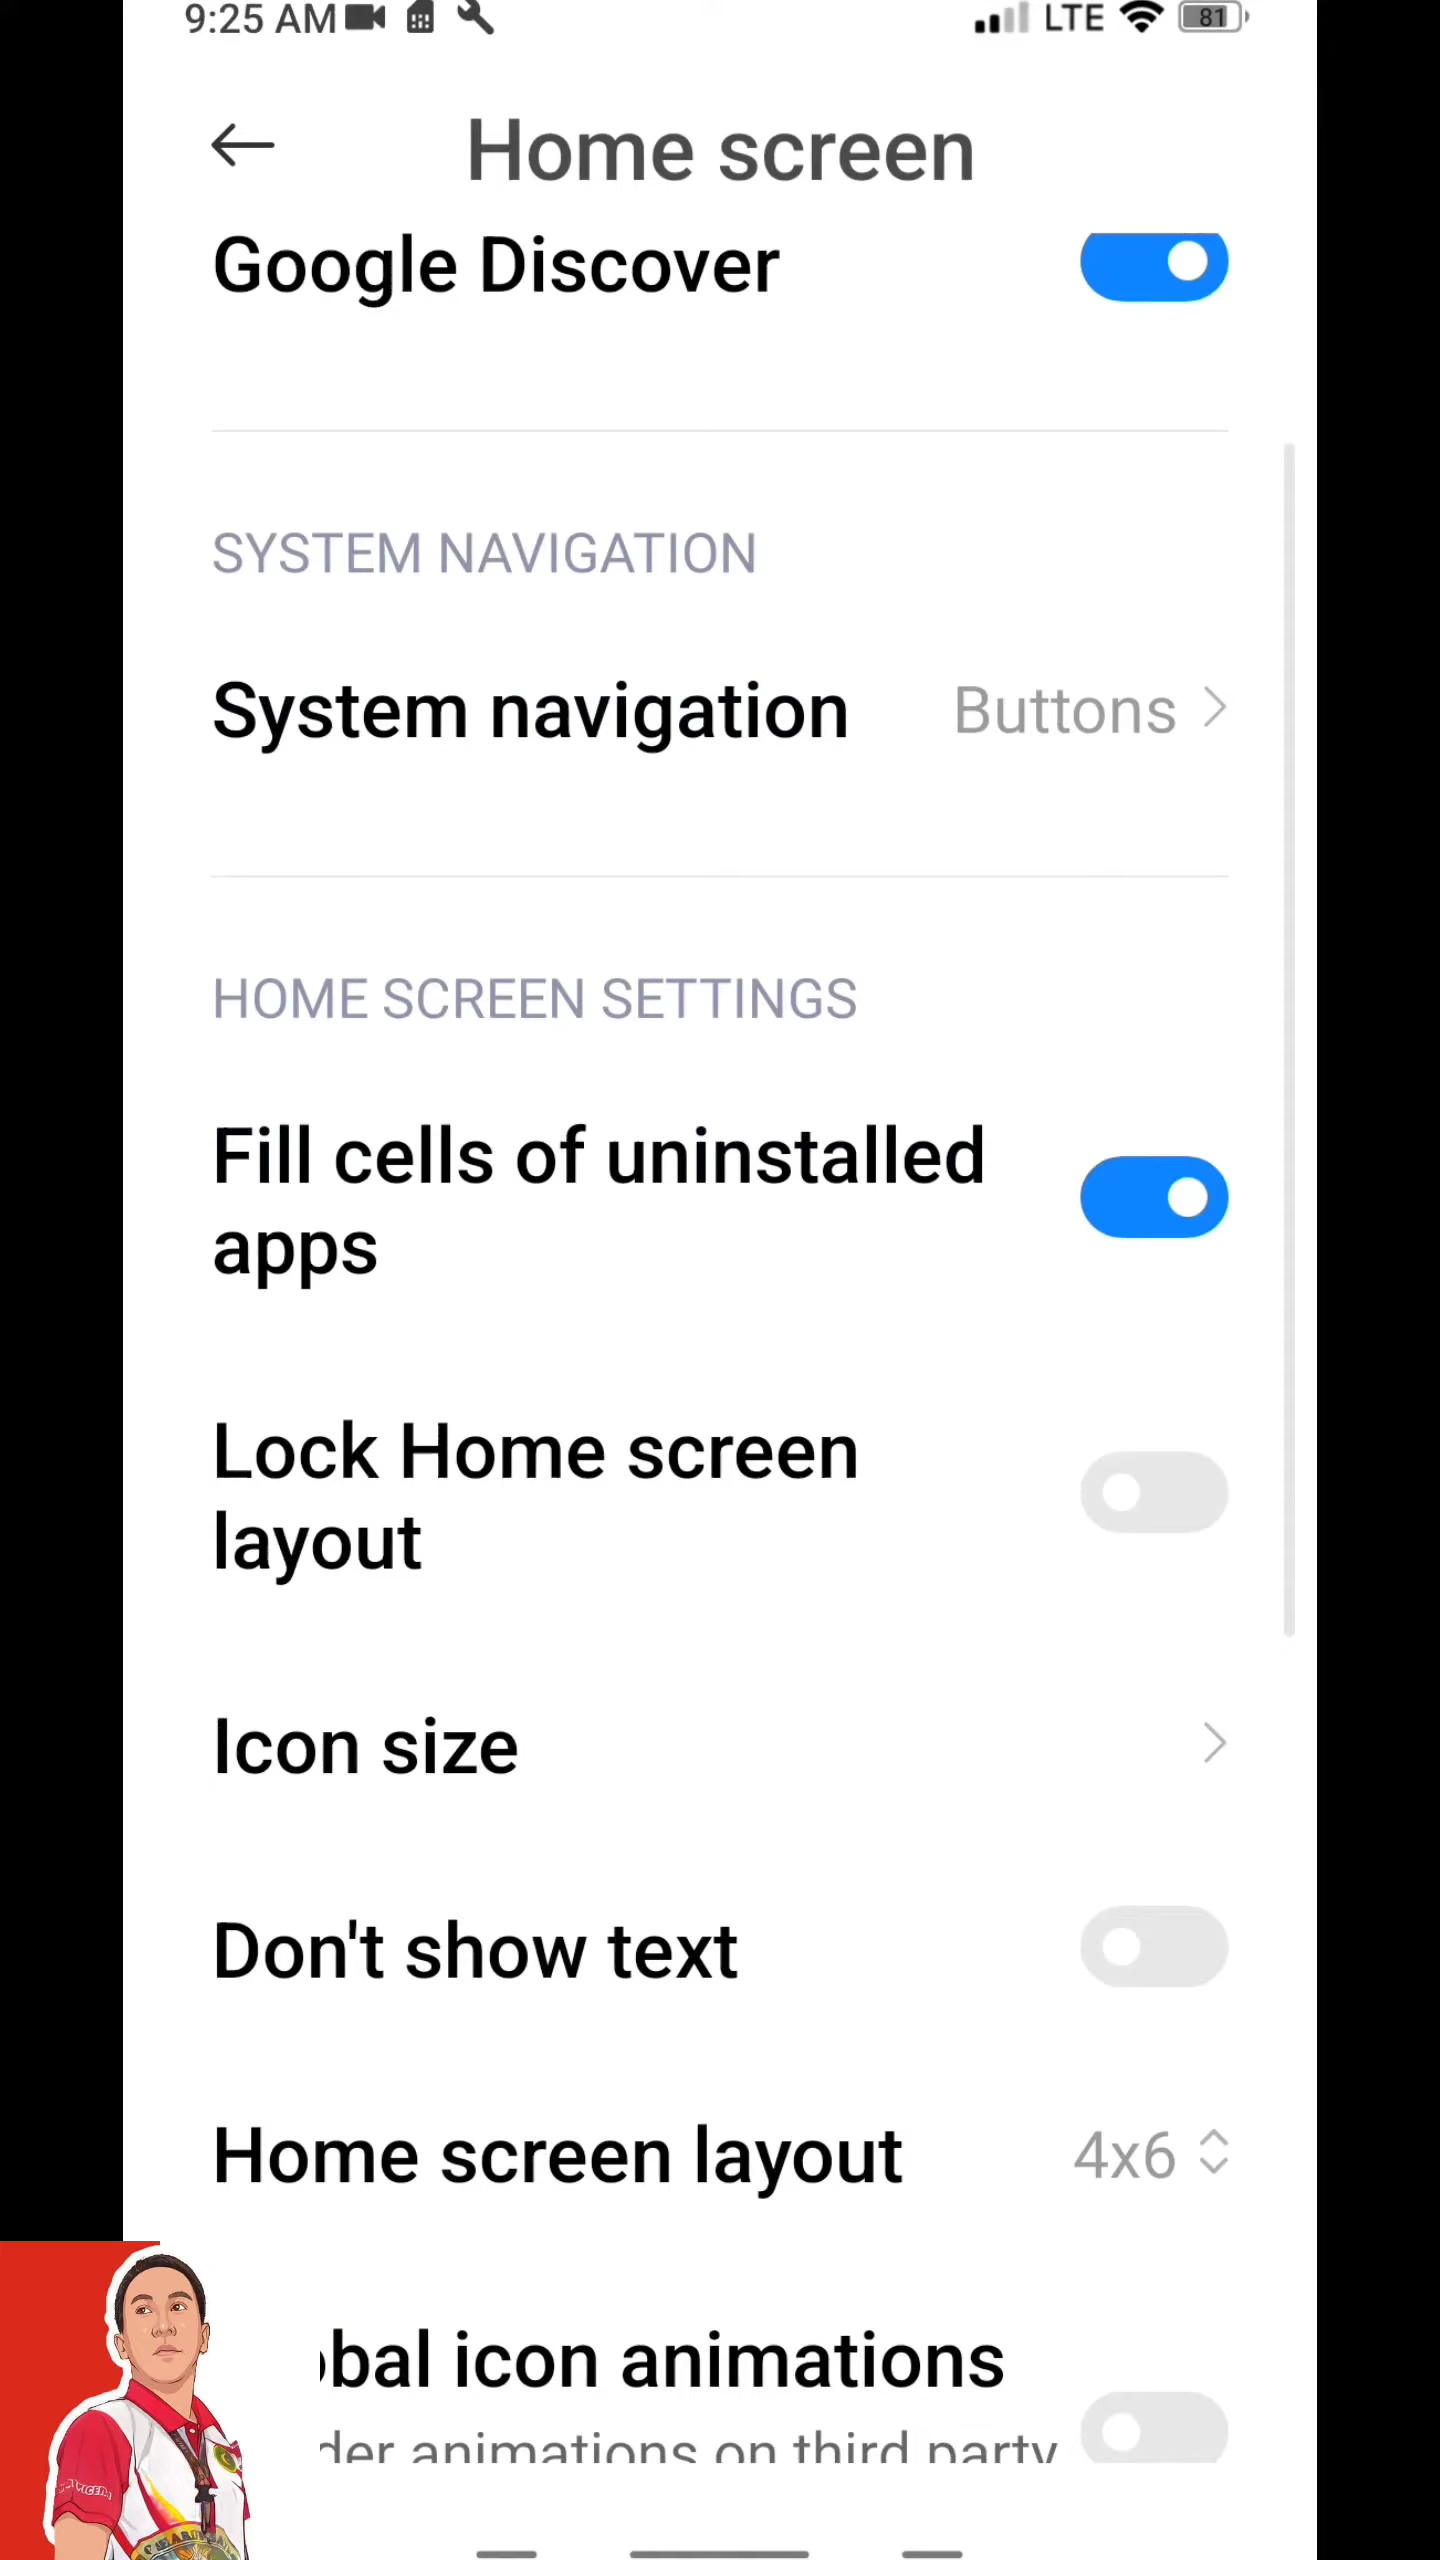 9:25 AM
LTE
81
Home screen
Google Discover
SYSTEM NAVIGATION
System navigation
Buttons
HOME SCREEN SETTINGS
Fill cells of uninstalled
apps
Lock Home screen
layout
Icon size
Don't show text
Home screen layout
4x6
bal icon animations
der animations on third party